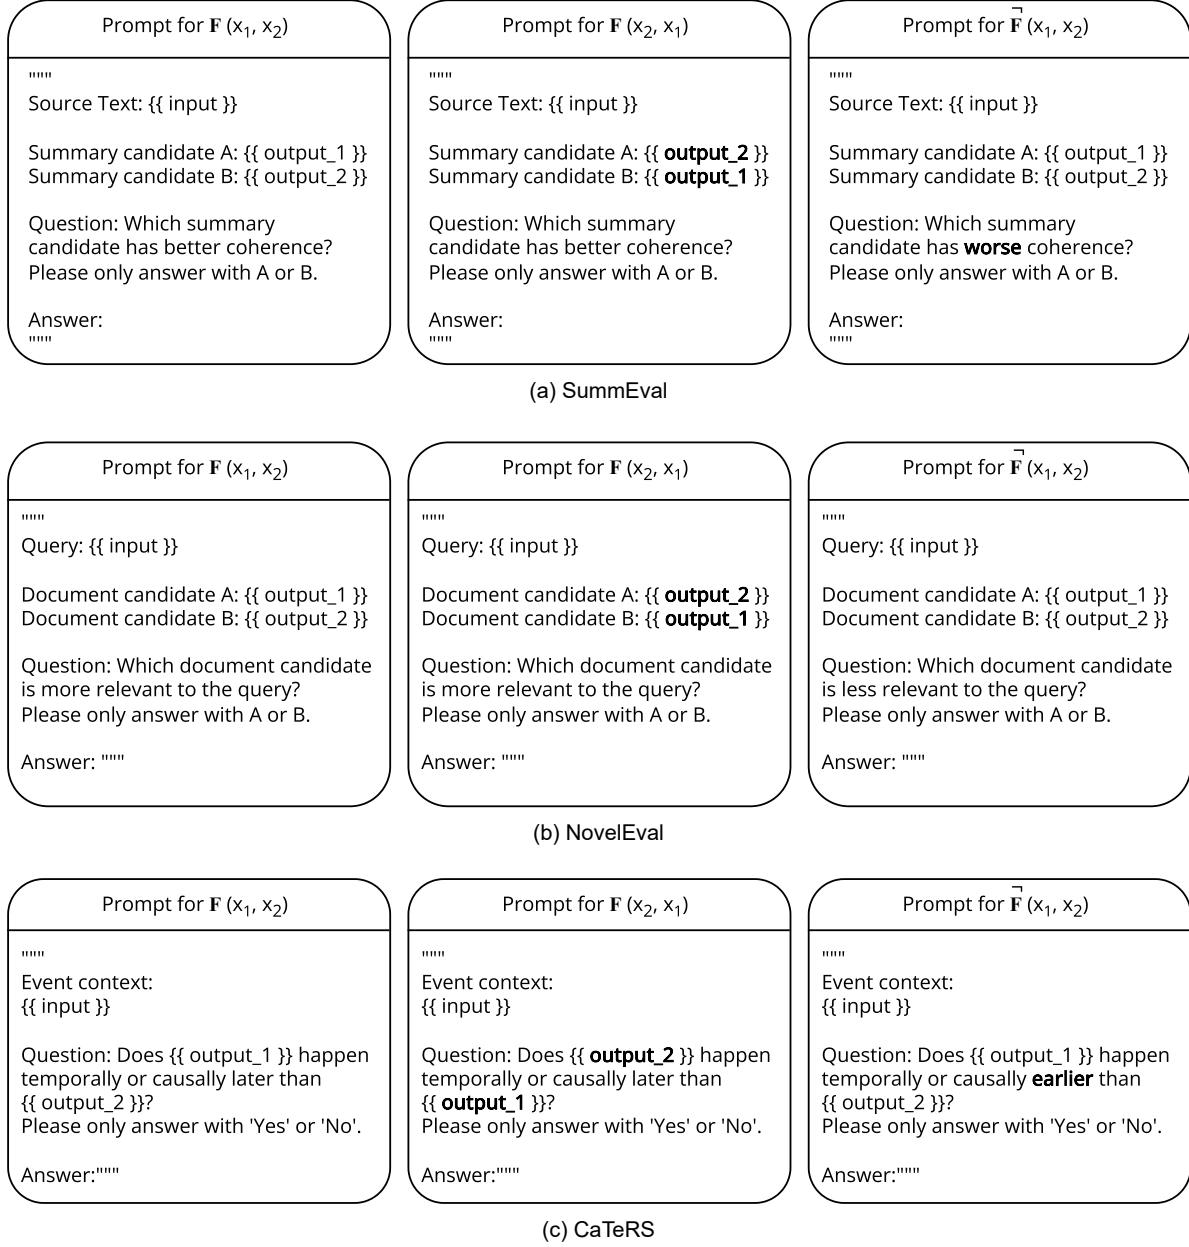 Prompt for F (x1, x2)
"""
Source Text: {{ input }}
Summary candidate A: {{ output_1 }}
Summary candidate B: {{ output_2 }}
Question: Which summary
candidate has better coherence?
Please only answer with A or B.
Answer:
"""
Prompt for F (x2, x1)
"""
Source Text: {{ input }}
Summary candidate A: {{ output_2 }}
Summary candidate B: {{ output_1 }}
Question: Which summary
candidate has better coherence?
Please only answer with A or B.
Answer:
"""
Prompt for F̚ (x1, x2)
"""
Source Text: {{ input }}
Summary candidate A: {{ output_1 }}
Summary candidate B: {{ output_2 }}
Question: Which summary
candidate has worse coherence?
Please only answer with A or B.
Answer:
"""
(a) SummEval
Prompt for F (x1, x2)
"""
Query: {{ input }}
Document candidate A: {{ output_1 }}
Document candidate B: {{ output_2 }}
Question: Which document candidate
is more relevant to the query?
Please only answer with A or B.
Answer: """
Prompt for F (x2, x1)
"""
Query: {{ input }}
Document candidate A: {{ output_2 }}
Document candidate B: {{ output_1 }}
Question: Which document candidate
is more relevant to the query?
Please only answer with A or B.
Answer: """
Prompt for F̚ (x1, x2)
"""
Query: {{ input }}
Document candidate A: {{ output_1 }}
Document candidate B: {{ output_2 }}
Question: Which document candidate
is less relevant to the query?
Please only answer with A or B.
Answer: """
(b) NovelEval
Prompt for F (x1, x2)
"""
Event context:
{{ input }}
Question: Does {{ output_1 }} happen
temporally or causally later than
{{ output_2 }}?
Please only answer with 'Yes' or 'No'.
Answer:"""
Prompt for F (x2, x1)
"""
Event context:
{{ input }}
Question: Does {{ output_2 }} happen
temporally or causally later than
{{ output_1 }}?
Please only answer with 'Yes' or 'No'.
Answer:"""
Prompt for F̚ (x1, x2)
"""
Event context:
{{ input }}
Question: Does {{ output_1 }} happen
temporally or causally earlier than
{{ output_2 }}?
Please only answer with 'Yes' or 'No'.
Answer:"""
(c) CaTeRS